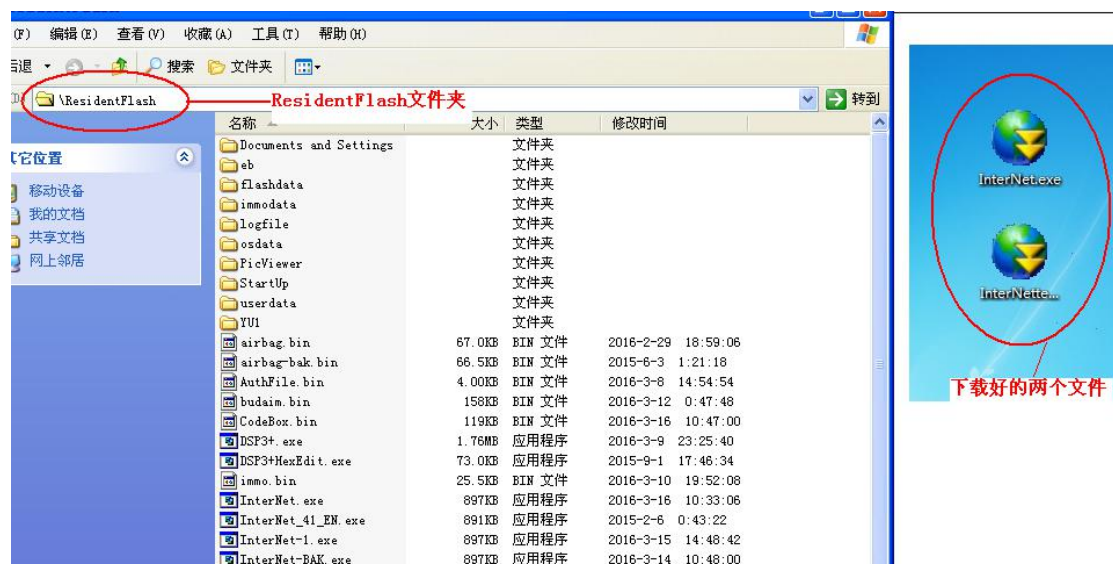 (F) 编辑(E) 查看(V) 收藏(A) 工具(T) 帮助(H)
后退 搜索 文件夹
\ResidentFlash ResidentFlash文件夹 转到
名称 大小 类型 修改时间
Documents and Settings 文件夹
eb 文件夹
flashdata 文件夹
immodata 文件夹
logfile 文件夹
osdata 文件夹
PicViewer 文件夹
StartUp 文件夹
userdata 文件夹
YU1 文件夹
airbag.bin 67.0KB BIN 文件 2016-2-29 18:59:06
airbag-bak.bin 66.5KB BIN 文件 2015-6-3 1:21:18
AuthFile.bin 4.00KB BIN 文件 2016-3-8 14:54:54
budaim.bin 158KB BIN 文件 2016-3-12 0:47:48
CodeBox.bin 119KB BIN 文件 2016-3-16 10:47:00
DSP3+.exe 1.76MB 应用程序 2016-3-9 23:25:40
DSP3+HexEdit.exe 73.0KB 应用程序 2015-9-1 17:46:34
immo.bin 25.5KB BIN 文件 2016-3-10 19:52:08
InterNet.exe 897KB 应用程序 2016-3-16 10:33:06
InterNet_41_EN.exe 891KB 应用程序 2015-2-6 0:43:22
InterNet-1.exe 897KB 应用程序 2016-3-15 14:48:42
InterNet-BAK.exe 897KB 应用程序 2016-3-14 10:48:00
其它位置
移动设备
我的文档
共享文档
网上邻居
InterNet.exe
InterNette...
下载好的两个文件